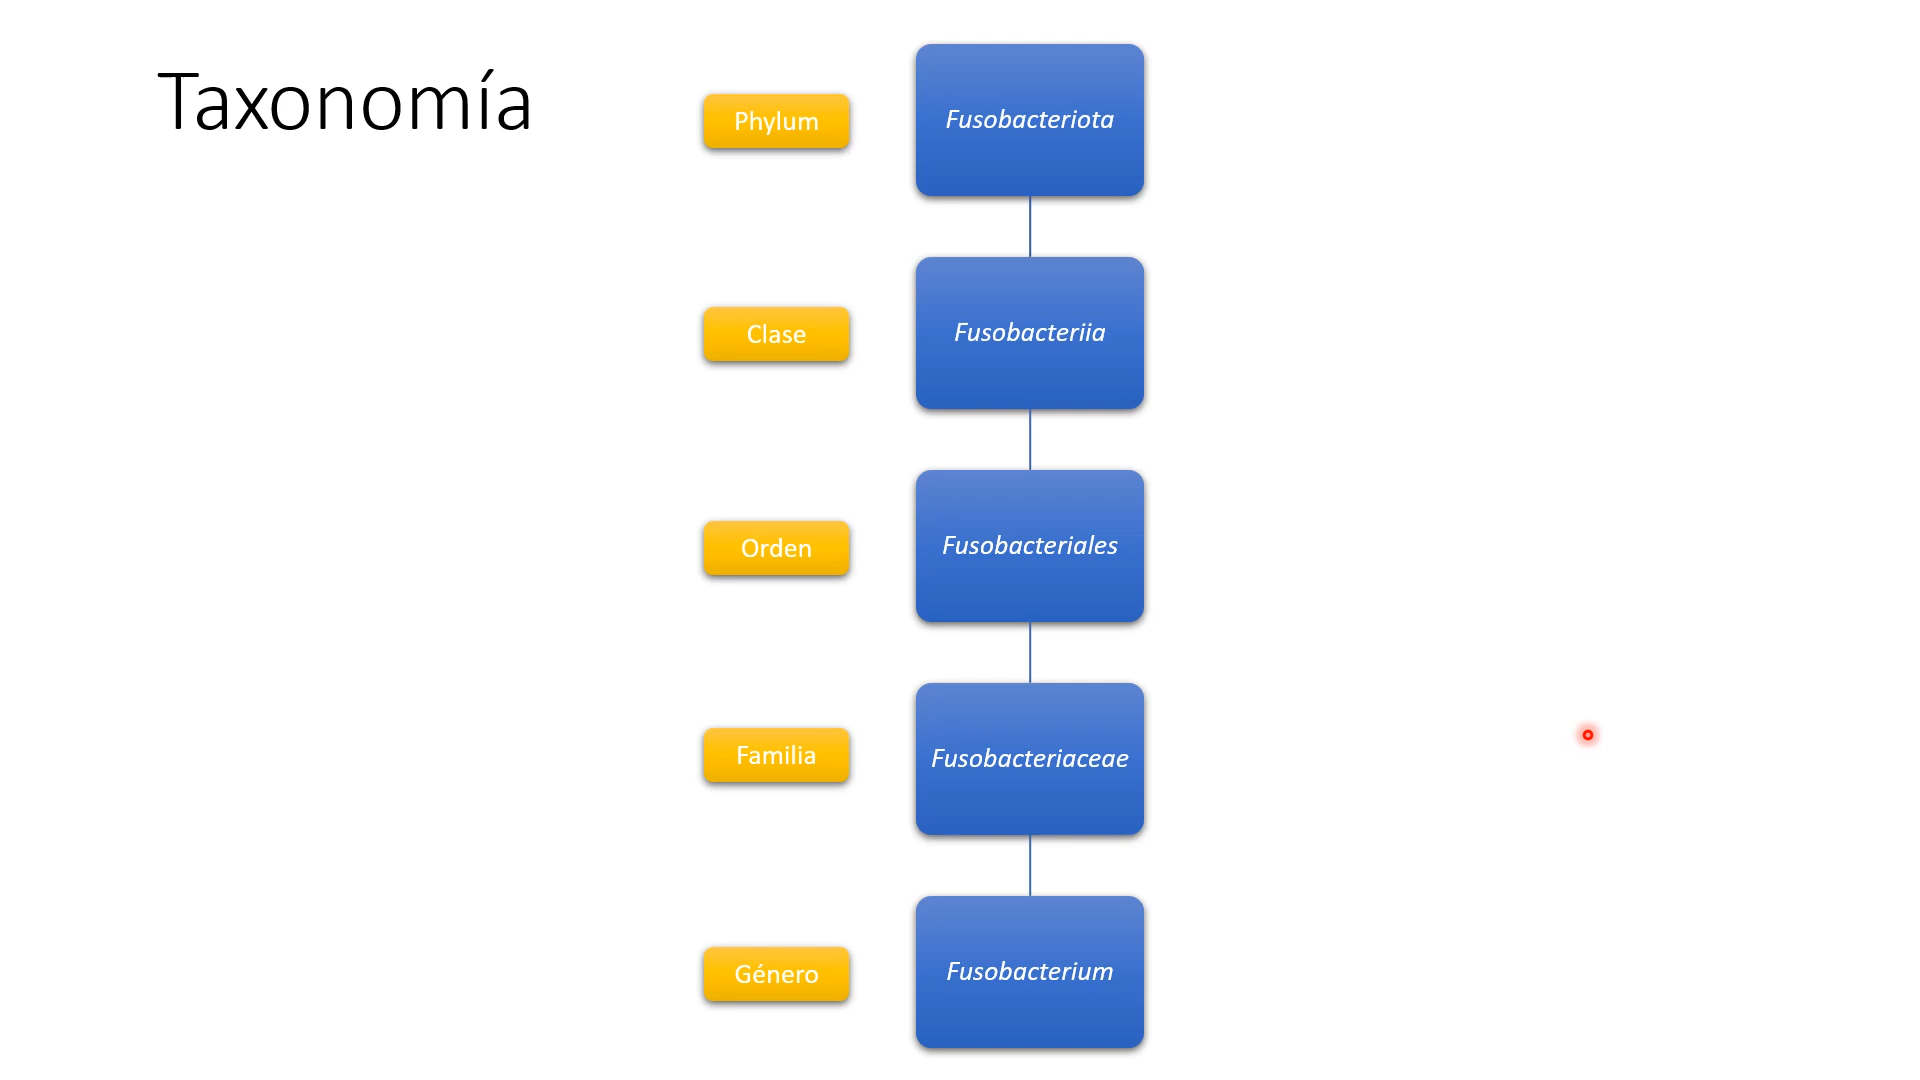 Taxonomía
Phylum
Fusobacteriota
Clase
Fusobacteriia
Orden
Fusobacteriales
Familia
Fusobacteriaceae
Género
Fusobacterium